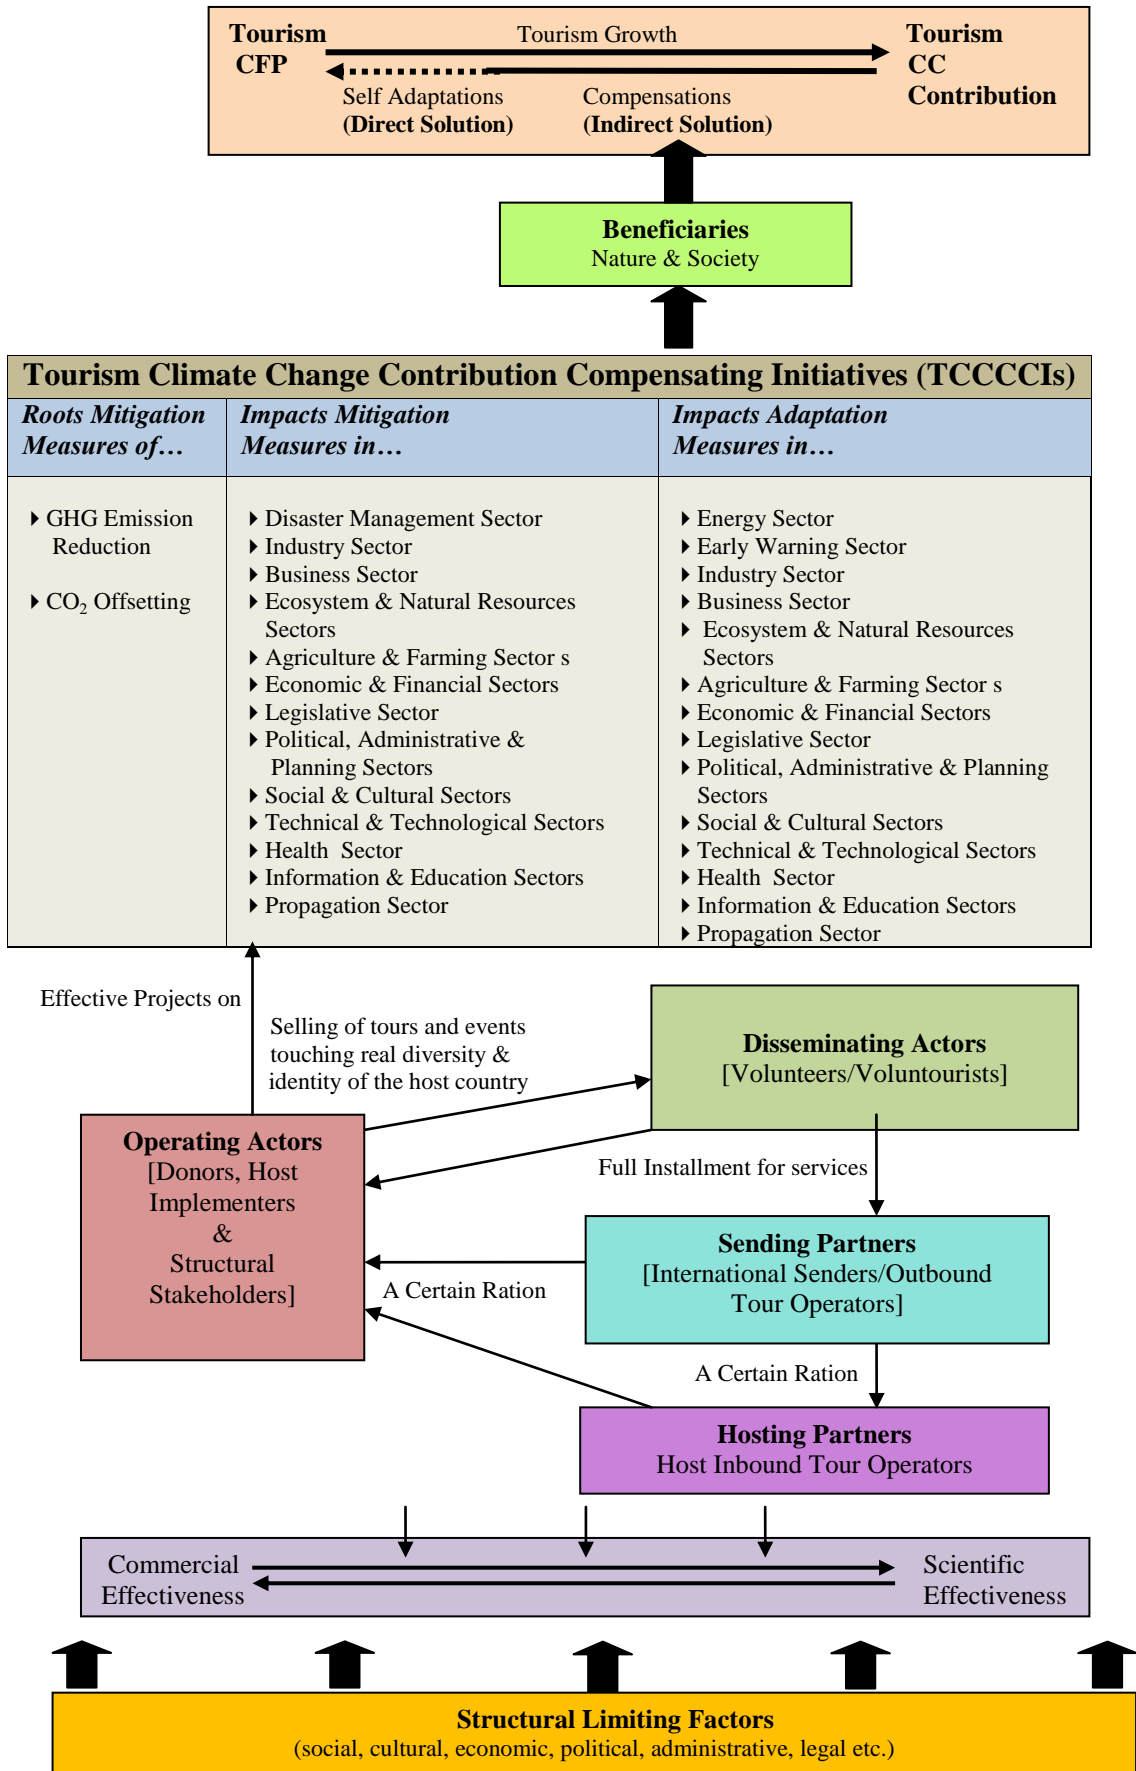 Tourism
CFP
Tourism Growth
Tourism
CC
Contribution
Self Adaptations
(Direct Solution)
Compensations
(Indirect Solution)
Beneficiaries
Nature & Society
Tourism Climate Change Contribution Compensating Initiatives (TCCCCIs)
Roots Mitigation
Measures of…
Impacts Mitigation
Measures in…
Impacts Adaptation
Measures in…
GHG Emission
Reduction
CO₂ Offsetting
Disaster Management Sector
Industry Sector
Business Sector
Ecosystem & Natural Resources
Sectors
Agriculture & Farming Sector s
Economic & Financial Sectors
Legislative Sector
Political, Administrative &
Planning Sectors
Social & Cultural Sectors
Technical & Technological Sectors
Health Sector
Information & Education Sectors
Propagation Sector
Energy Sector
Early Warning Sector
Industry Sector
Business Sector
Ecosystem & Natural Resources
Sectors
Agriculture & Farming Sector s
Economic & Financial Sectors
Legislative Sector
Political, Administrative & Planning
Sectors
Social & Cultural Sectors
Technical & Technological Sectors
Health Sector
Information & Education Sectors
Propagation Sector
Effective Projects on
Selling of tours and events
touching real diversity &
identity of the host country
Disseminating Actors
[Volunteers/Voluntourists]
Operating Actors
[Donors, Host
Implementers
&
Structural
Stakeholders]
Full Installment for services
Sending Partners
[International Senders/Outbound
Tour Operators]
A Certain Ration
A Certain Ration
Hosting Partners
Host Inbound Tour Operators
Commercial
Effectiveness
Scientific
Effectiveness
Structural Limiting Factors
(social, cultural, economic, political, administrative, legal etc.)